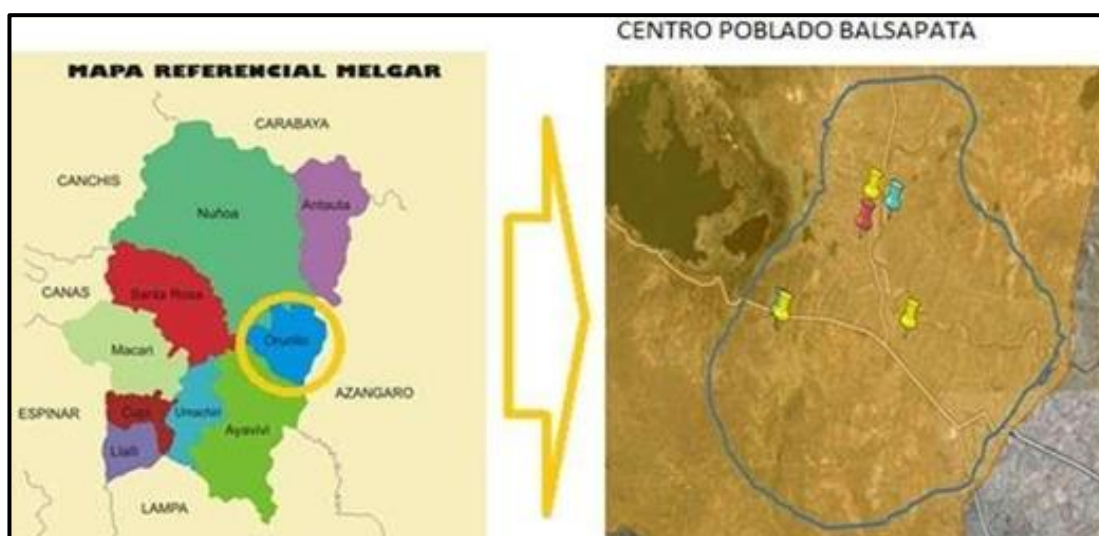 CENTRO POBLADO BALSAPATA
MAPA REFERENCIAL MELGAR
CARABAYA
CANCHIS
Antauta
Nuñoa
CANAS
Santa Rosa
Orurillo
Macari
AZANGARO
ESPINAR
Cupi
Umachiri
Ayavivi
Llalli
LAMPA